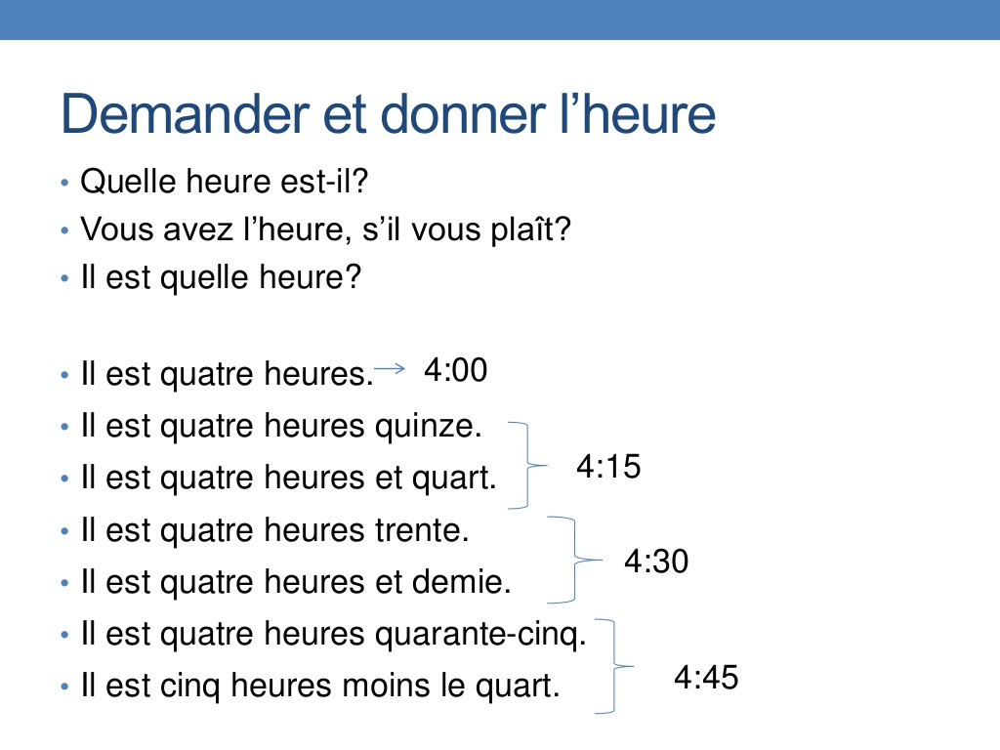 Demander et donner l’heure
• Quelle heure est-il?
• Vous avez l’heure, s’il vous plaît?
• Il est quelle heure?
• Il est quatre heures. → 4:00
• Il est quatre heures quinze.
• Il est quatre heures et quart.
4:15
• Il est quatre heures trente.
• Il est quatre heures et demie.
4:30
• Il est quatre heures quarante-cinq.
• Il est cinq heures moins le quart.
4:45